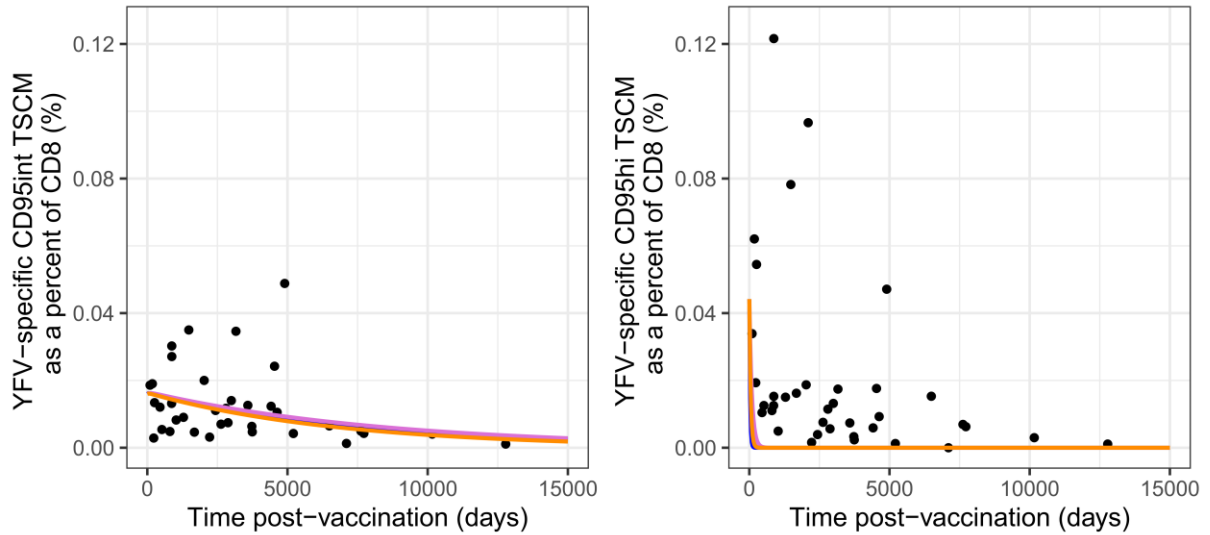 YFV−specific CD95int TSCM
as a percent of CD8 (%)
0.12
0.08
0.04
0.00
0
5000
10000
15000
Time post−vaccination (days)
YFV−specific CD95hi TSCM
as a percent of CD8 (%)
0.12
0.08
0.04
0.00
0
5000
10000
15000
Time post−vaccination (days)